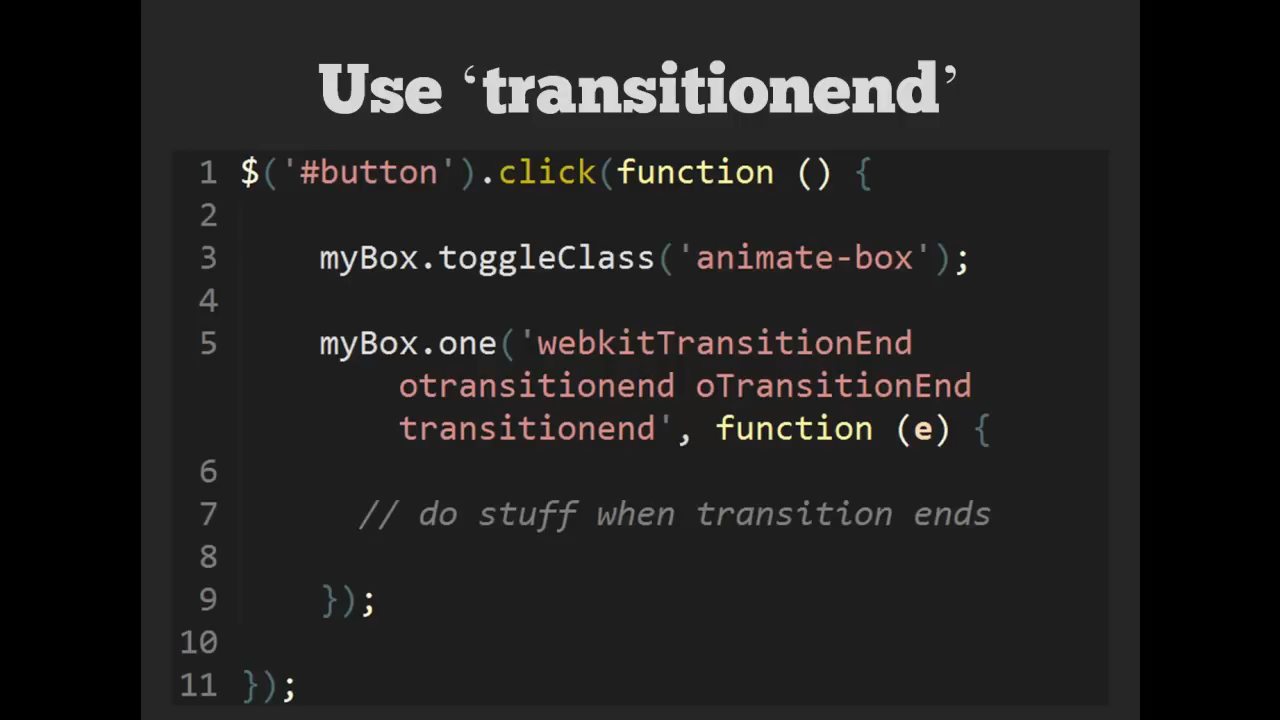 Use ‘transitionend’
1 $('#button').click(function () {
2
3 myBox.toggleClass('animate-box');
4
5 myBox.one('webkitTransitionEnd
otransitionend oTransitionEnd
transitionend', function (e) {
6
7 // do stuff when transition ends
8
9 });
10
11 });